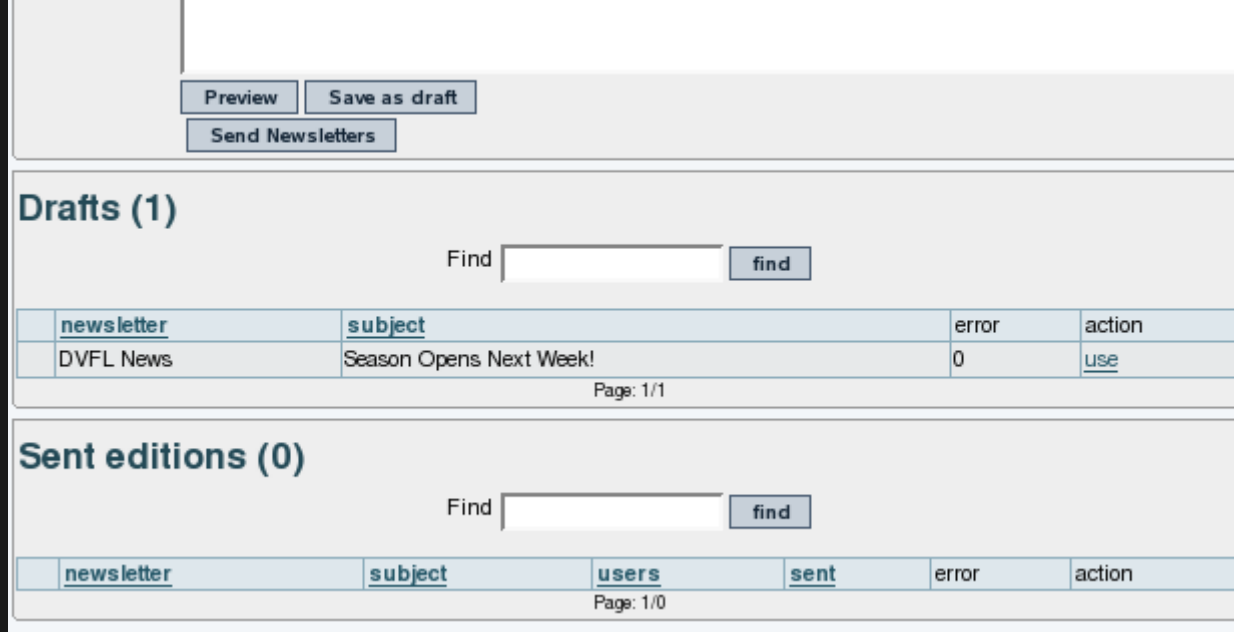 Preview Save as draft
Send Newsletters
Drafts (1)
Find find
newsletter subject error action
DVFL News Season Opens Next Week! 0 use
Page: 1/1
Sent editions (0)
Find find
newsletter subject users sent error action
Page: 1/0